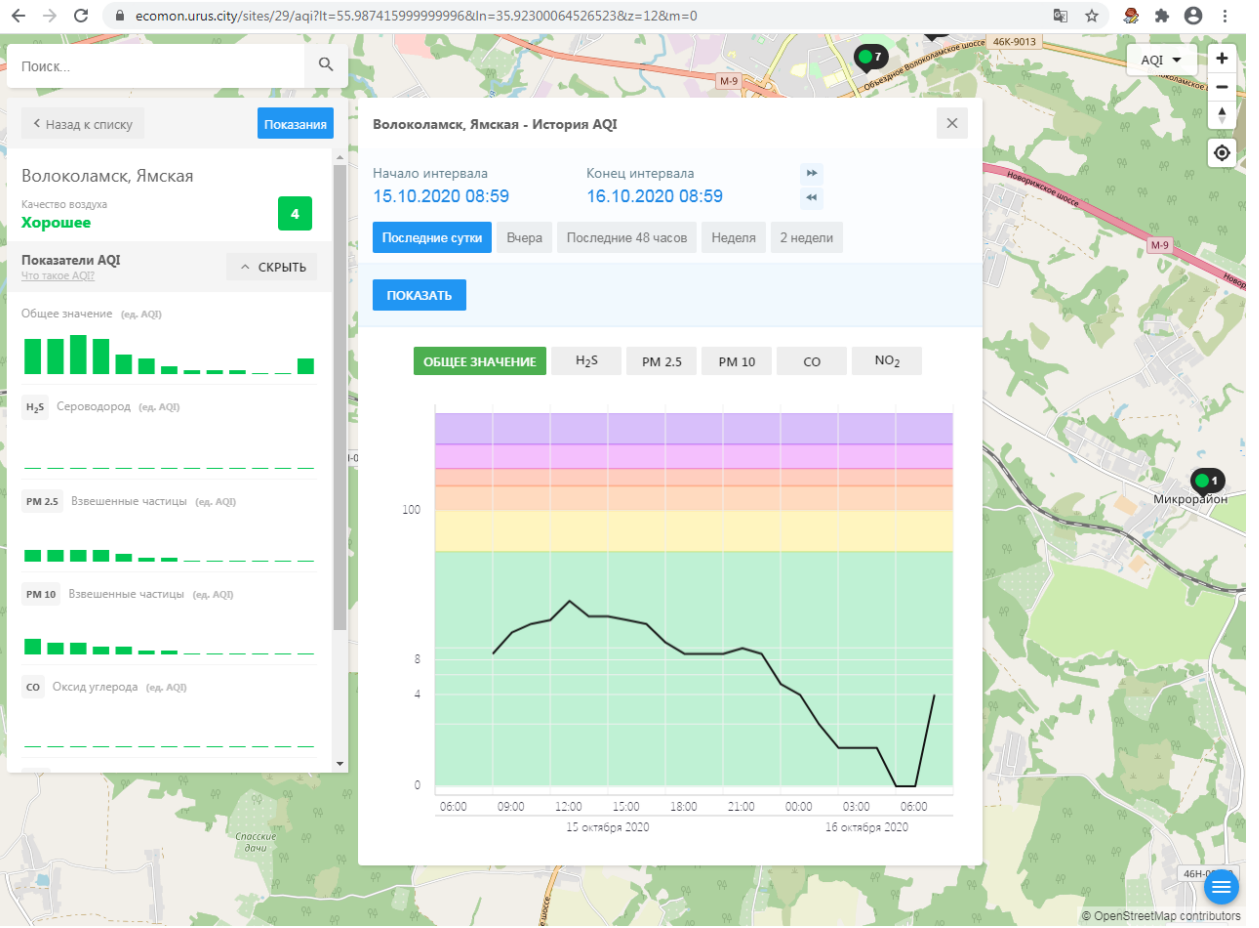 ecomon.urus.city/sites/29/aqi?lt=55.987415999999996&ln=35.92300064526523&z=12&m=0
Поиск...
7
Объездное Волоколамское шоссе
46К-9013
М-9
AQI
Назад к списку
Показания
Волоколамск, Ямская
Качество воздуха
Хорошее
4
Показатели AQI
Что такое AQI?
СКРЫТЬ
Общее значение (ед. AQI)
H₂S Сероводород (ед. AQI)
PM 2.5 Взвешенные частицы (ед. AQI)
PM 10 Взвешенные частицы (ед. AQI)
CO Оксид углерода (ед. AQI)
Волоколамск, Ямская - История AQI
Начало интервала
Конец интервала
15.10.2020 08:59
16.10.2020 08:59
Последние сутки
Вчера
Последние 48 часов
Неделя
2 недели
ПОКАЗАТЬ
ОБЩЕЕ ЗНАЧЕНИЕ
H₂S
PM 2.5
PM 10
CO
NO₂
100
8
4
0
06:00 09:00 12:00 15:00 18:00 21:00 00:00 03:00 06:00
15 октября 2020
16 октября 2020
Новорижское шоссе
М-9
1
Микрорайон
Спасские
дачи
© OpenStreetMap contributors